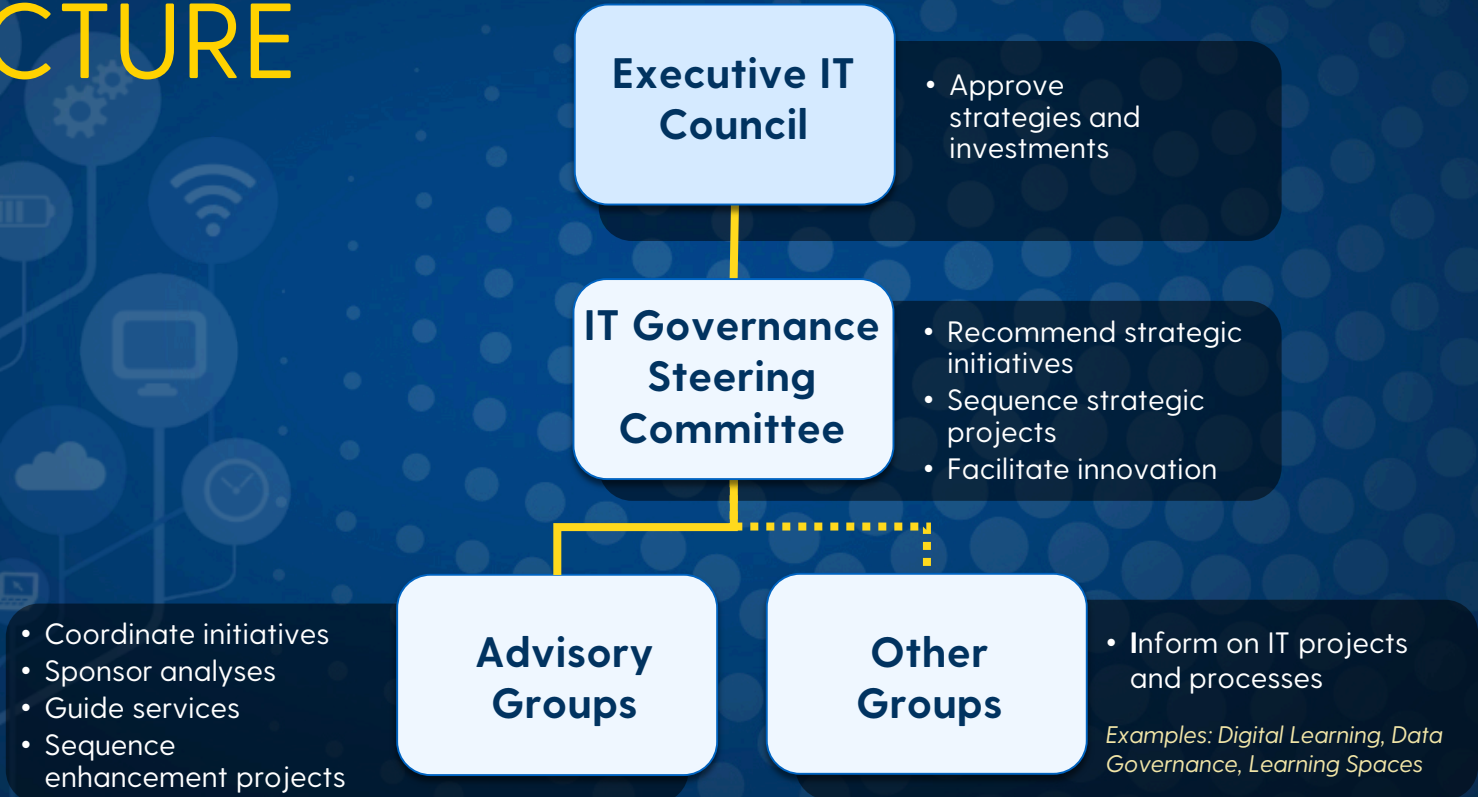 CTURE
Executive IT
Council
• Approve
strategies and
investments
IT Governance
Steering
Committee
• Recommend strategic
initiatives
• Sequence strategic
projects
• Facilitate innovation
• Coordinate initiatives
• Sponsor analyses
• Guide services
• Sequence
enhancement projects
Advisory
Groups
Other
Groups
• Inform on IT projects
and processes
Examples: Digital Learning, Data
Governance, Learning Spaces